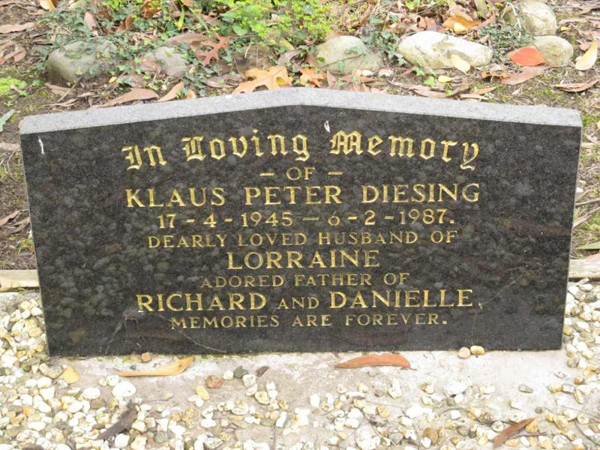 In Loving Memory
- OF -
KLAUS PETER DIESING
17-4-1945 — 6-2-1987.
DEARLY LOVED HUSBAND OF
LORRAINE
ADORED FATHER OF
RICHARD AND DANIELLE.
MEMORIES ARE FOREVER.